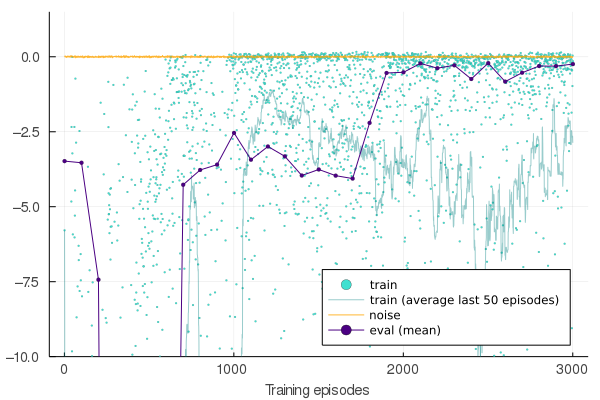 0.0
−2.5
−5.0
−7.5
−10.0
0 1000 2000 3000
Training episodes
train
train (average last 50 episodes)
noise
eval (mean)